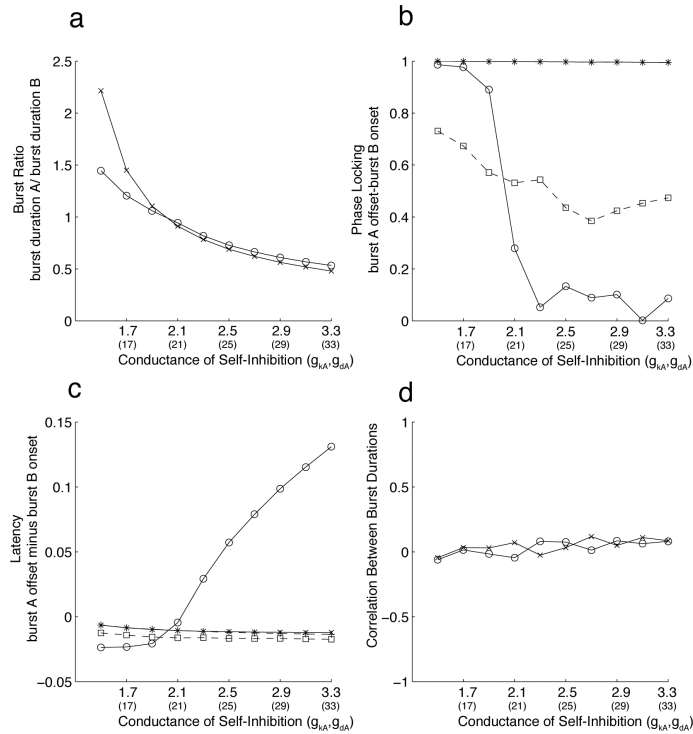 a
2.5
2
1.5
1
0.5
0
Burst Ratio
burst duration A/ burst duration B
1.7 2.1 2.5 2.9 3.3
(17) (21) (25) (29) (33)
Conductance of Self-Inhibition (gkA,gdA)
b
1
0.8
0.6
0.4
0.2
0
Phase Locking
burst A offset-burst B onset
1.7 2.1 2.5 2.9 3.3
(17) (21) (25) (29) (33)
Conductance of Self-Inhibition (gkA,gdA)
c
0.15
0.1
0.05
0
−0.05
Latency
burst A offset minus burst B onset
1.7 2.1 2.5 2.9 3.3
(17) (21) (25) (29) (33)
Conductance of Self-Inhibition (gkA,gdA)
d
1
0.5
0
−0.5
−1
Correlation Between Burst Durations
1.7 2.1 2.5 2.9 3.3
(17) (21) (25) (29) (33)
Conductance of Self-Inhibition (gkA,gdA)